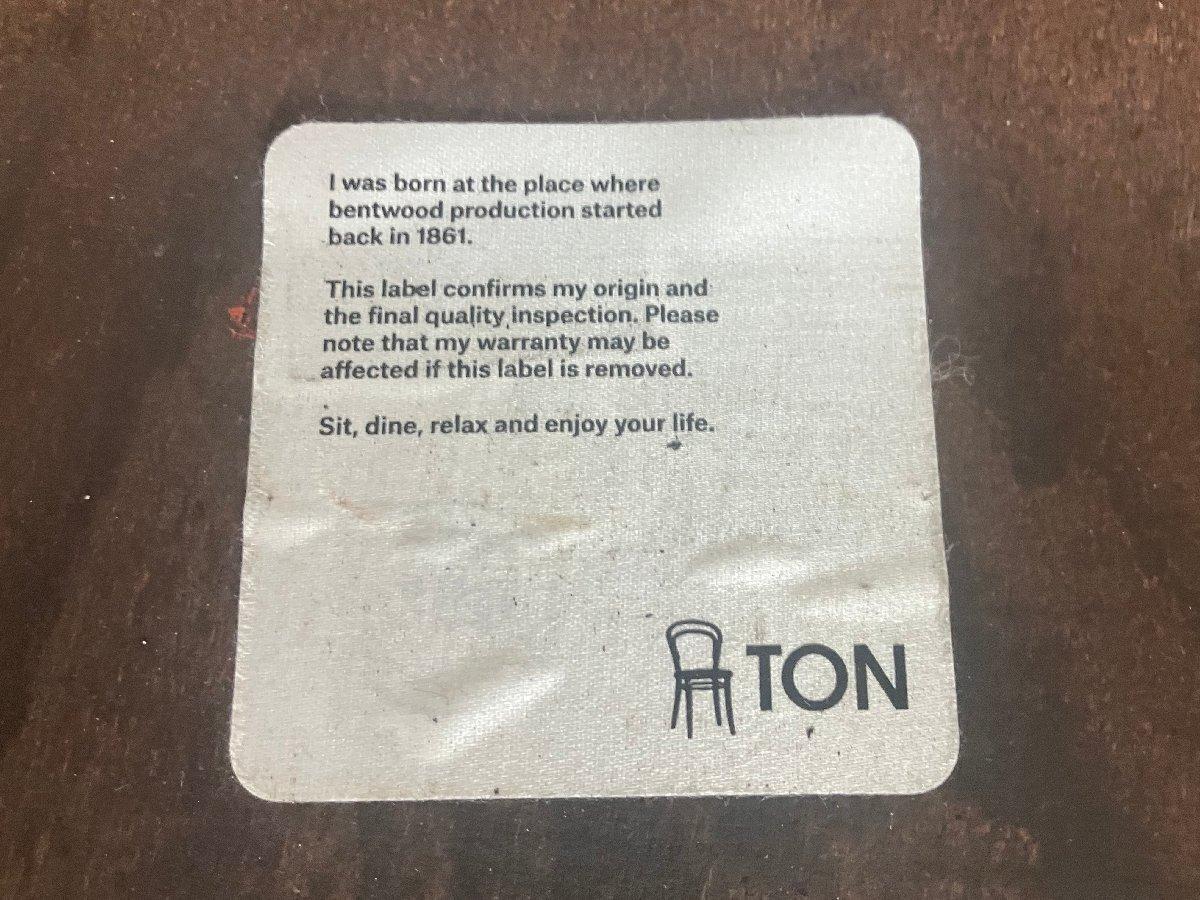 I was born at the place where
bentwood production started
back in 1861.
This label confirms my origin and
the final quality inspection. Please
note that my warranty may be
affected if this label is removed.
Sit, dine, relax and enjoy your life.
TON